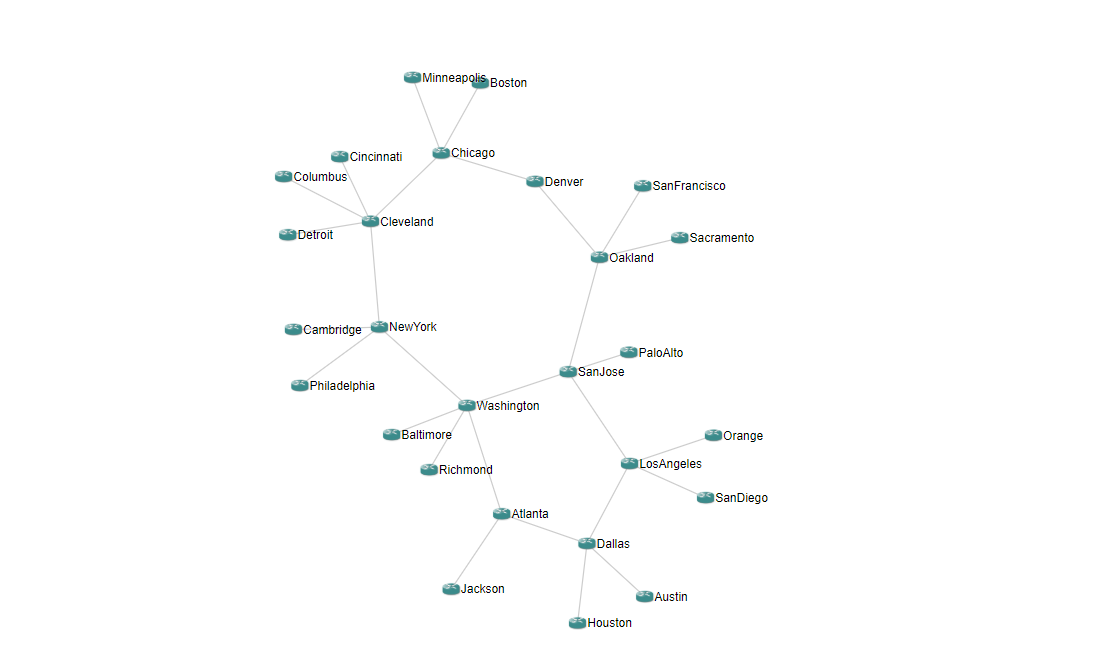 Minneapolis
Boston
Chicago
Cincinnati
Columbus
Denver
SanFrancisco
Cleveland
Detroit
Sacramento
Oakland
NewYork
Cambridge
PaloAlto
SanJose
Philadelphia
Washington
Baltimore
Orange
LosAngeles
Richmond
SanDiego
Atlanta
Dallas
Jackson
Austin
Houston